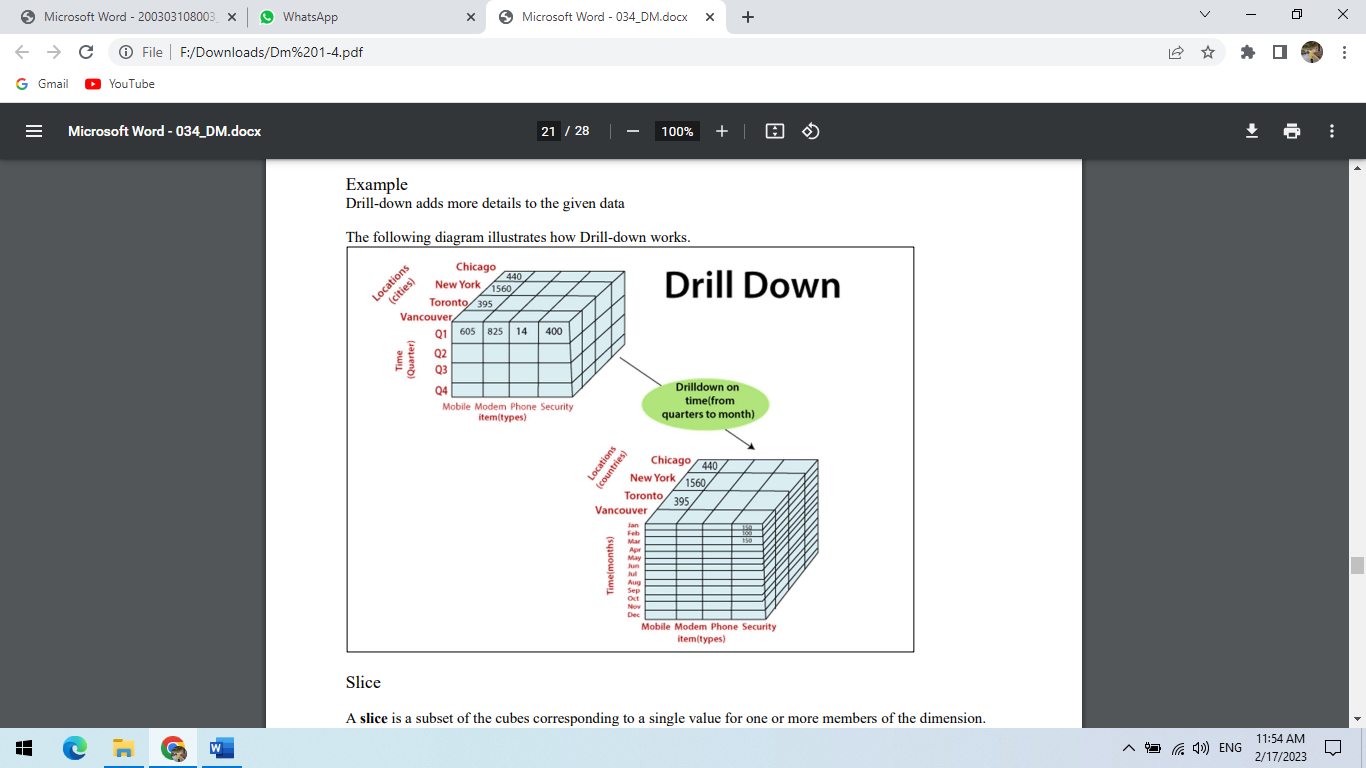 Microsoft Word - 200303108003
WhatsApp
Microsoft Word - 034_DM.docx
File
F:/Downloads/Dm%201-4.pdf
Gmail
YouTube
Microsoft Word - 034_DM.docx
21 / 28
100%
Example
Drill-down adds more details to the given data
The following diagram illustrates how Drill-down works.
Drill Down
Locations
(cities)
Chicago
440
New York
1560
Toronto
395
Vancouver
Q1 605 825 14 400
Q2
Q3
Q4
Time
(Quarter)
Mobile Modem Phone Security
item(types)
Drilldown on
time(from
quarters to month)
Locations
(countries)
Chicago
440
New York
1560
Toronto
395
Vancouver
Jan 150
Feb 100
Mar 150
Apr
May
Jun
Jul
Aug
Sep
Oct
Nov
Dec
Time(months)
Mobile Modem Phone Security
item(types)
Slice
A slice is a subset of the cubes corresponding to a single value for one or more members of the dimension.
W
ENG
11:54 AM
2/17/2023